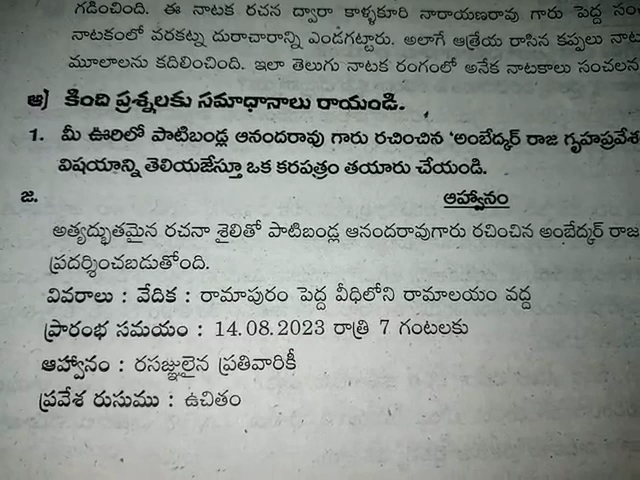 గడించింది. ఈ నాటక రచన ద్వారా కాళ్ళకూరి నారాయణరావు గారు పెద్ద
నాటకంలో వరకట్న దురాచారాన్ని ఎండగట్టారు. అలాగే ఆత్రేయ రాసిన కప్పలు
మూలాలను కదిలించింది. ఇలా తెలుగు నాటక రంగంలో అనేక నాటకాలు సంచలన
ఆ) కింది ప్రశ్నలకు సమాధానాలు రాయండి.
1. మీ ఊరిలో పాటిబండ్ల ఆనందరావు గారు రచించిన 'అంబేద్కర్ రాజ గృహప్రవేశ
విషయాన్ని తెలియజేస్తూ ఒక కరపత్రం తయారు చేయండి.
జ. ఆహ్వానం
అత్యద్భుతమైన రచనా శైలితో పాటిబండ్ల ఆనందరావుగారు రచించిన అంబేద్కర్ రాజ
ప్రదర్శించబడుతోంది.
వివరాలు : వేదిక : రామాపురం పెద్ద వీధిలోని రామాలయం వద్ద
ప్రారంభ సమయం : 14.08.2023 రాత్రి 7 గంటలకు
ఆహ్వానం : రసజ్ఞులైన ప్రతివారికీ
ప్రవేశ రుసుము : ఉచితం